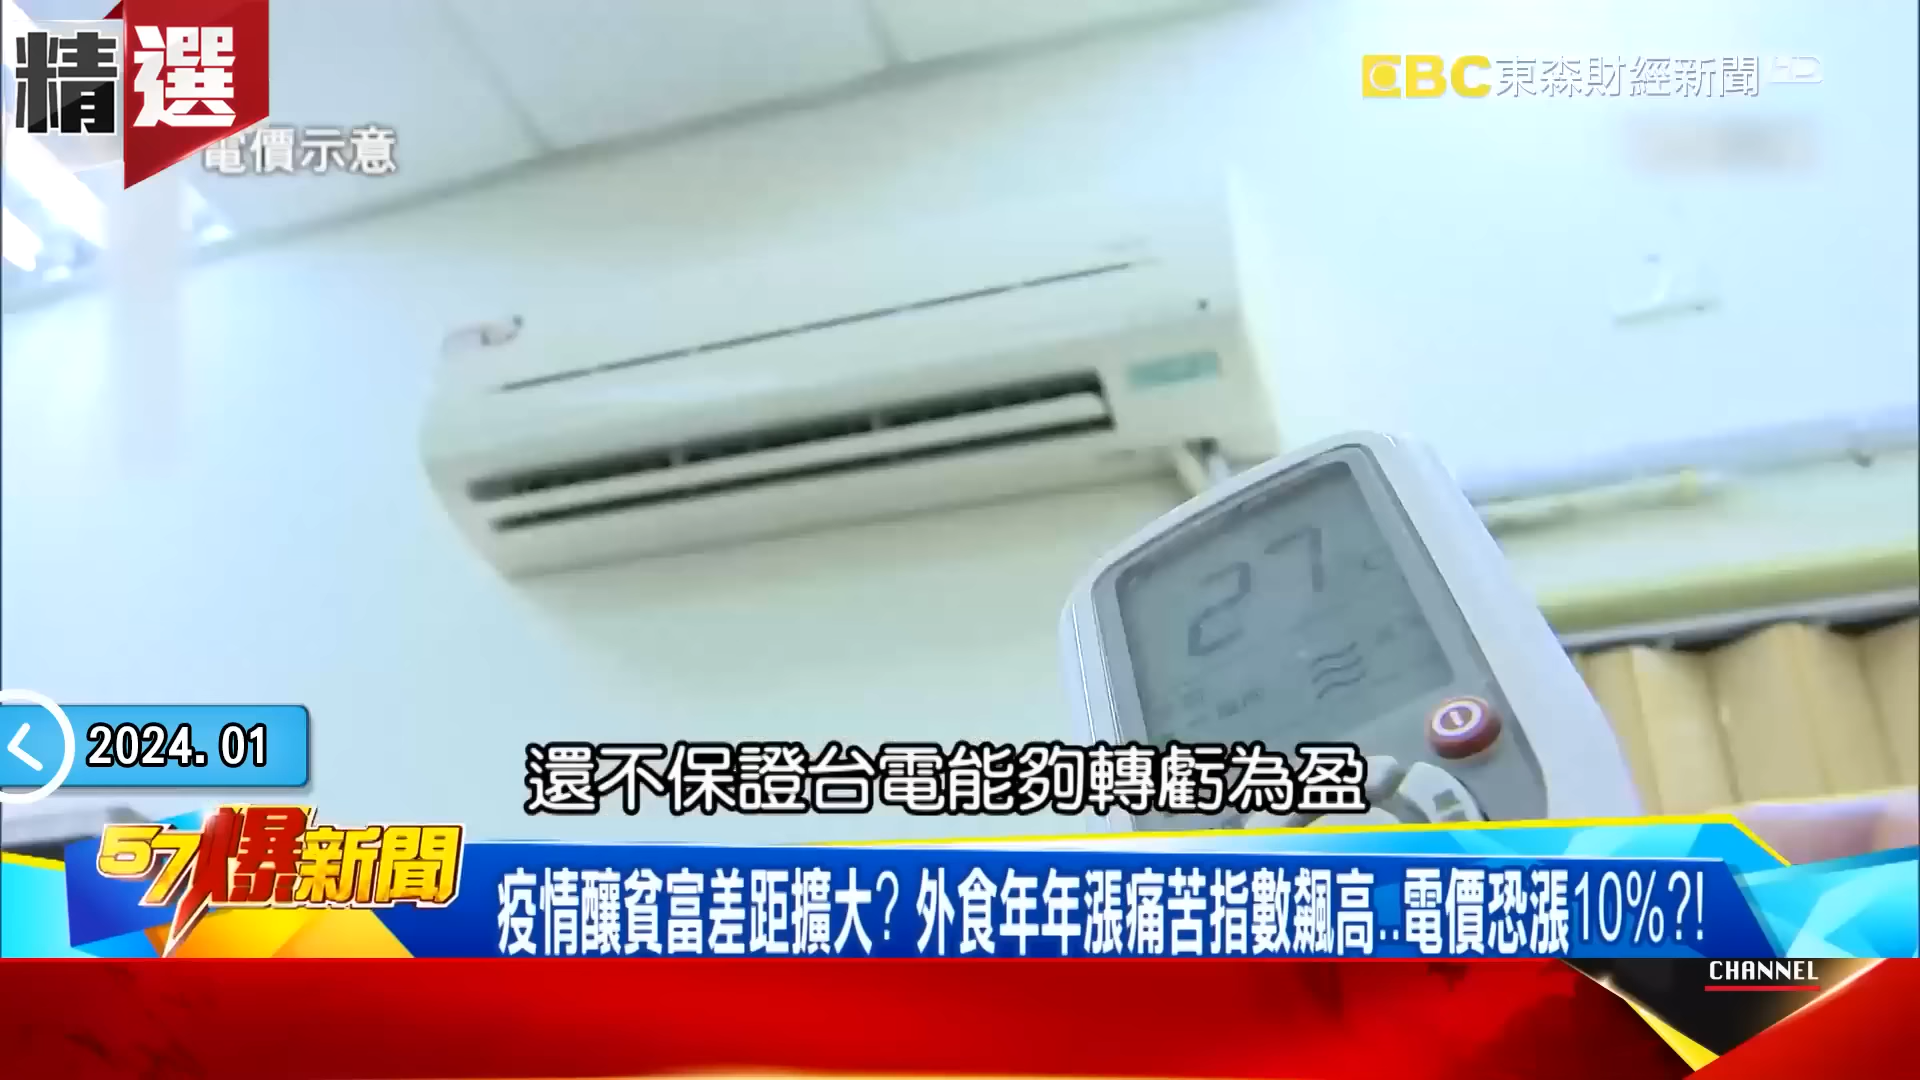 精選
EBC東森財經新聞HD
電價示意
27
2024.01
還不保證台電能夠轉虧為盈
57爆新聞
疫情釀貧富差距擴大? 外食年年漲痛苦指數飆高..電價恐漲10%?!
CHANNEL